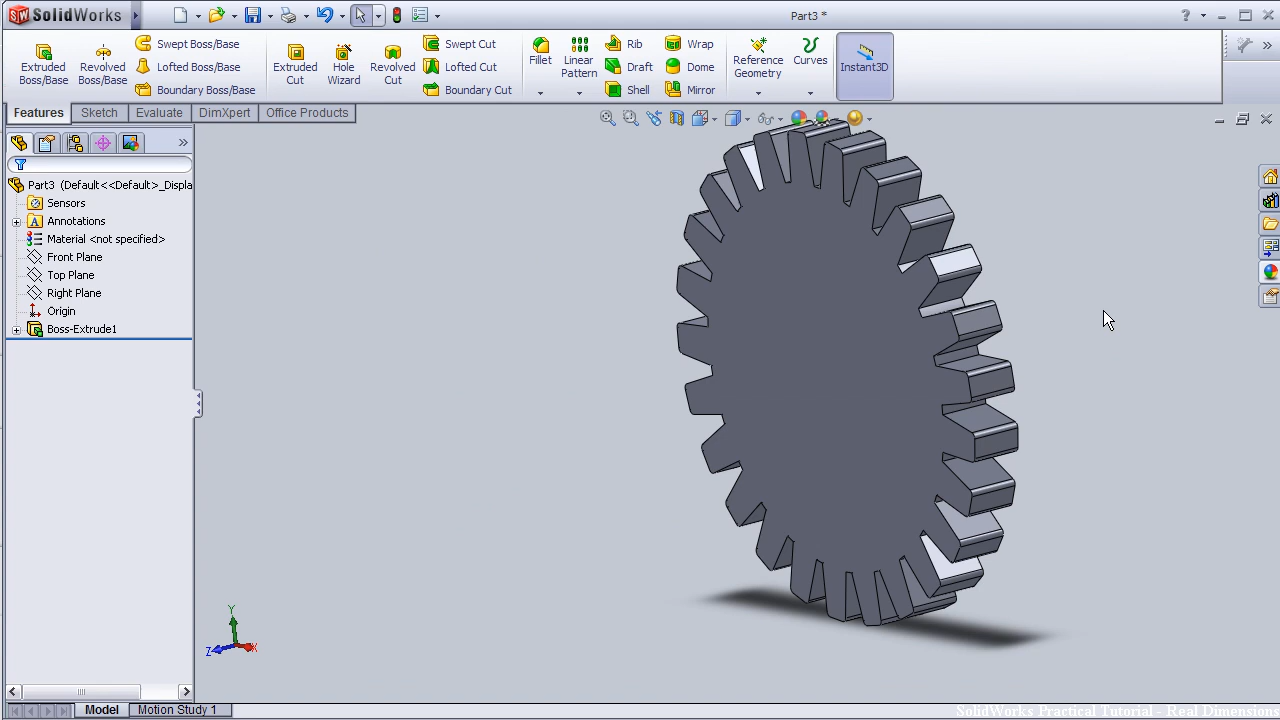 SolidWorks
Part3 *
Extruded Boss/Base
Revolved Boss/Base
Swept Boss/Base
Lofted Boss/Base
Boundary Boss/Base
Extruded Cut
Hole Wizard
Revolved Cut
Swept Cut
Lofted Cut
Boundary Cut
Fillet
Linear Pattern
Rib
Draft
Shell
Wrap
Dome
Mirror
Reference Geometry
Curves
Instant3D
Features
Sketch
Evaluate
DimXpert
Office Products
Part3 (Default<<Default>_Displa
Sensors
Annotations
Material <not specified>
Front Plane
Top Plane
Right Plane
Origin
Boss-Extrude1
Y
Z
X
Model
Motion Study 1
SolidWorks Practical Tutorial - Real Dimensions